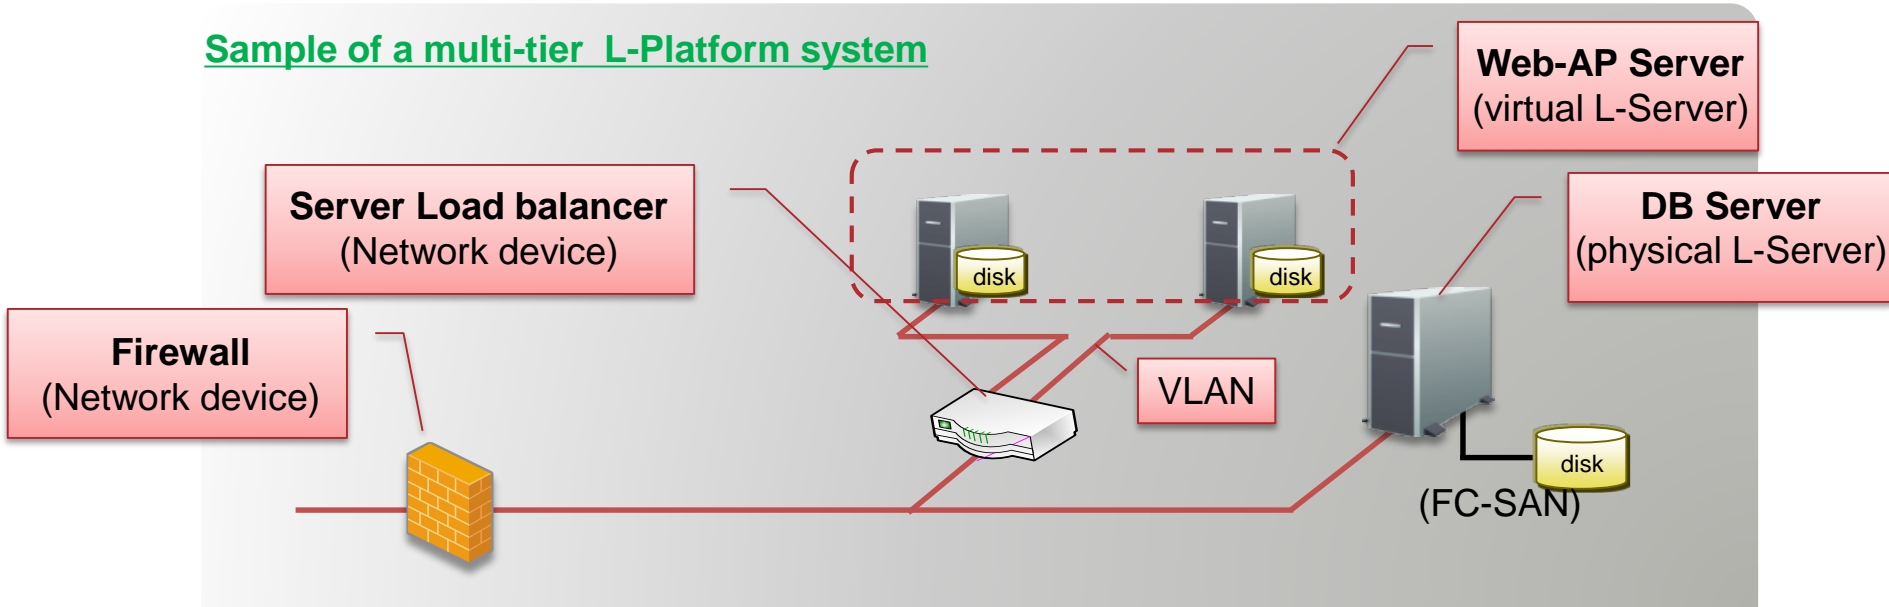 Sample of a multi-tier  L-Platform system
Web-AP Server
(virtual L-Server)
Server Load balancer
(Network device)
DB Server
(physical L-Server)
disk
disk
Firewall
(Network device)
VLAN
disk
(FC-SAN)